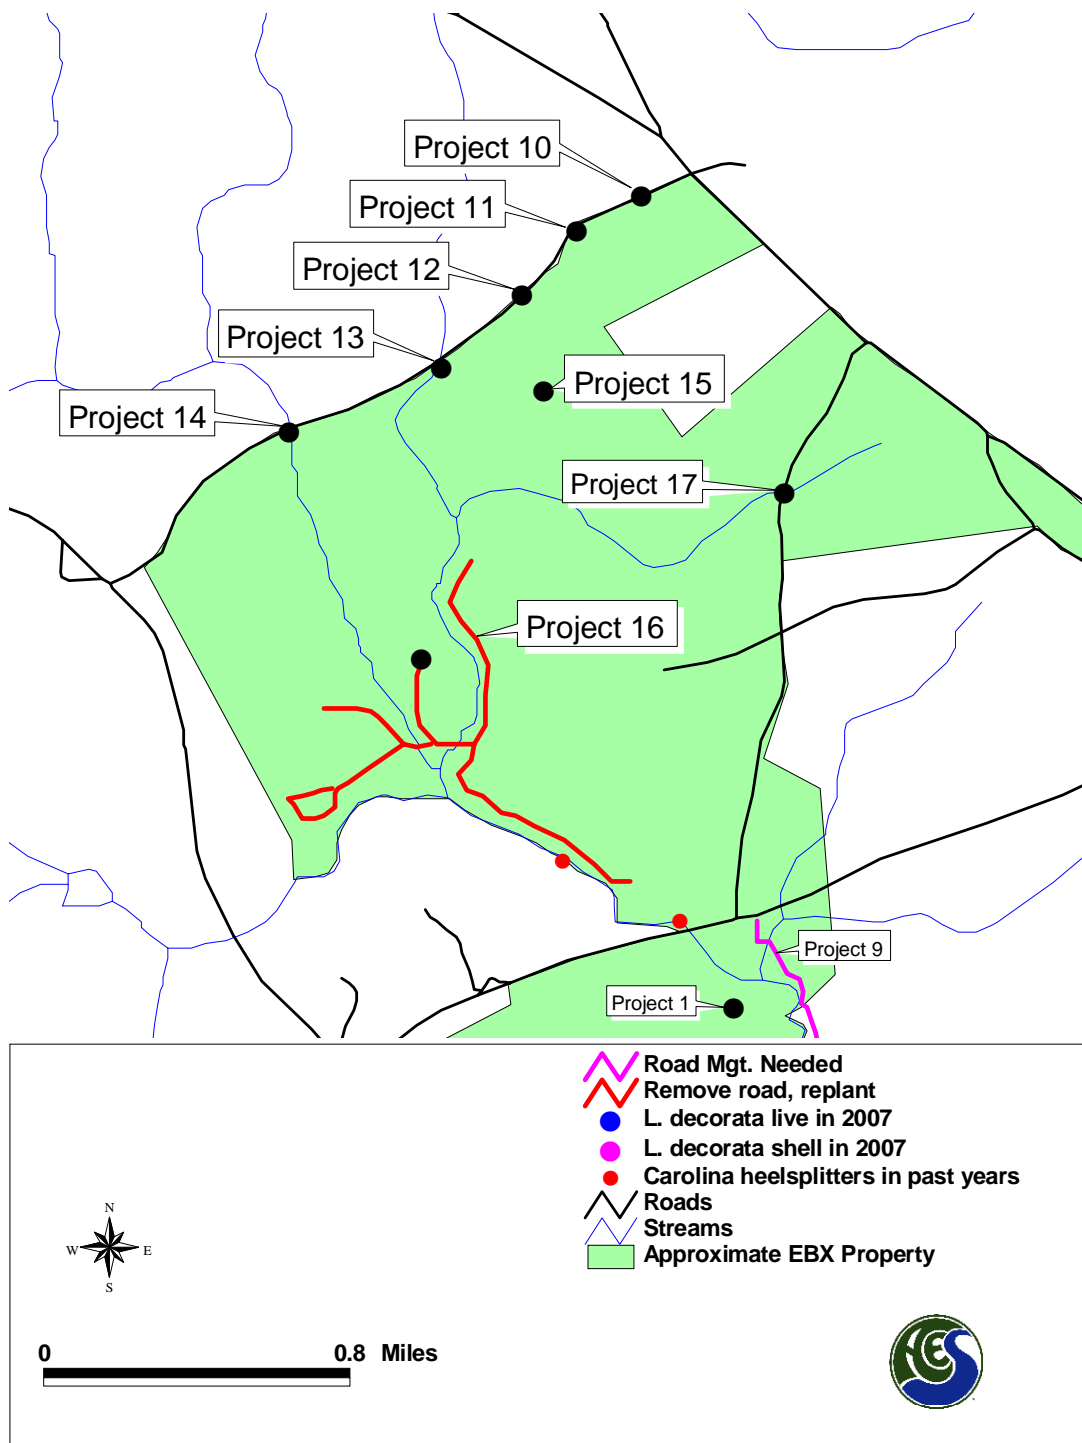 Project 10
Project 11
Project 12
Project 13
Project 15
Project 14
Project 17
Project 16
Project 9
Project 1
Road Mgt. Needed
Remove road, replant
L. decorata live in 2007
L. decorata shell in 2007
Carolina heelsplitters in past years
Roads
Streams
Approximate EBX Property
N
W E
S
0 0.8 Miles
HCES